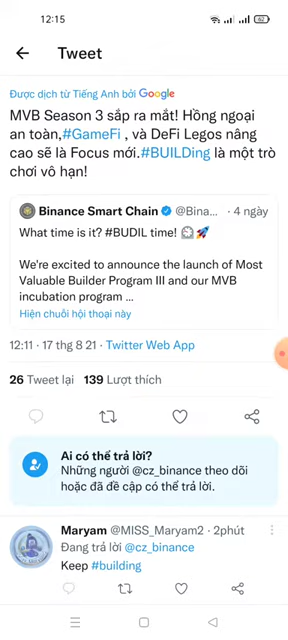 12:15
62
Tweet
Được dịch từ Tiếng Anh bởi Google
MVB Season 3 sắp ra mắt! Hồng ngoại
an toàn,#GameFi , và DeFi Legos nâng
cao sẽ là Focus mới.#BUILDing là một trò
chơi vô hạn!
Binance Smart Chain @Bina... · 4 ngày
What time is it? #BUDIL time!
We're excited to announce the launch of Most
Valuable Builder Program III and our MVB
incubation program ...
Hiện chuỗi hội thoại này
12:11 · 17 thg 8 21 · Twitter Web App
26 Tweet lại 139 Lượt thích
Ai có thể trả lời?
Những người @cz_binance theo dõi
hoặc đã đề cập có thể trả lời.
Maryam @MISS_Maryam2 · 2phút
Đang trả lời @cz_binance
Keep #building